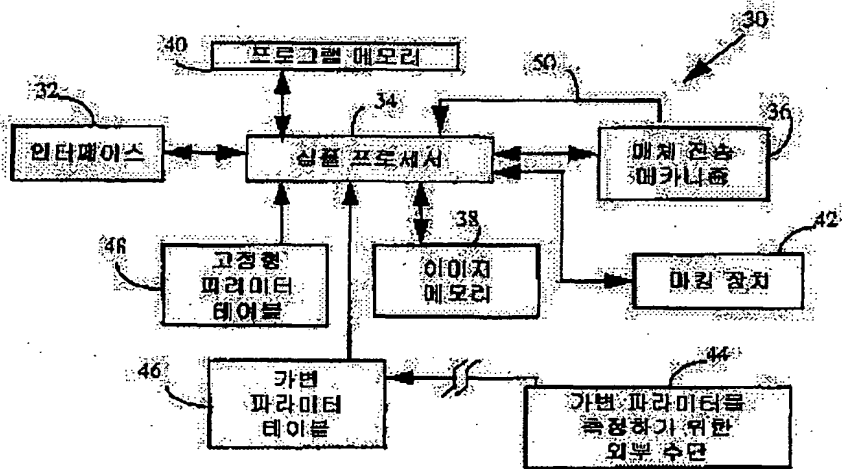 30
40
프로그램 메모리
50
32
34
36
인터페이스
심플 프로세서
매체 전송
메카니즘
48
고정형
파라미터
테이블
38
이미지
메모리
42
마킹 장치
46
가변
파라미터
테이블
44
가변 파라미터를
측정하기 위한
외부 수단